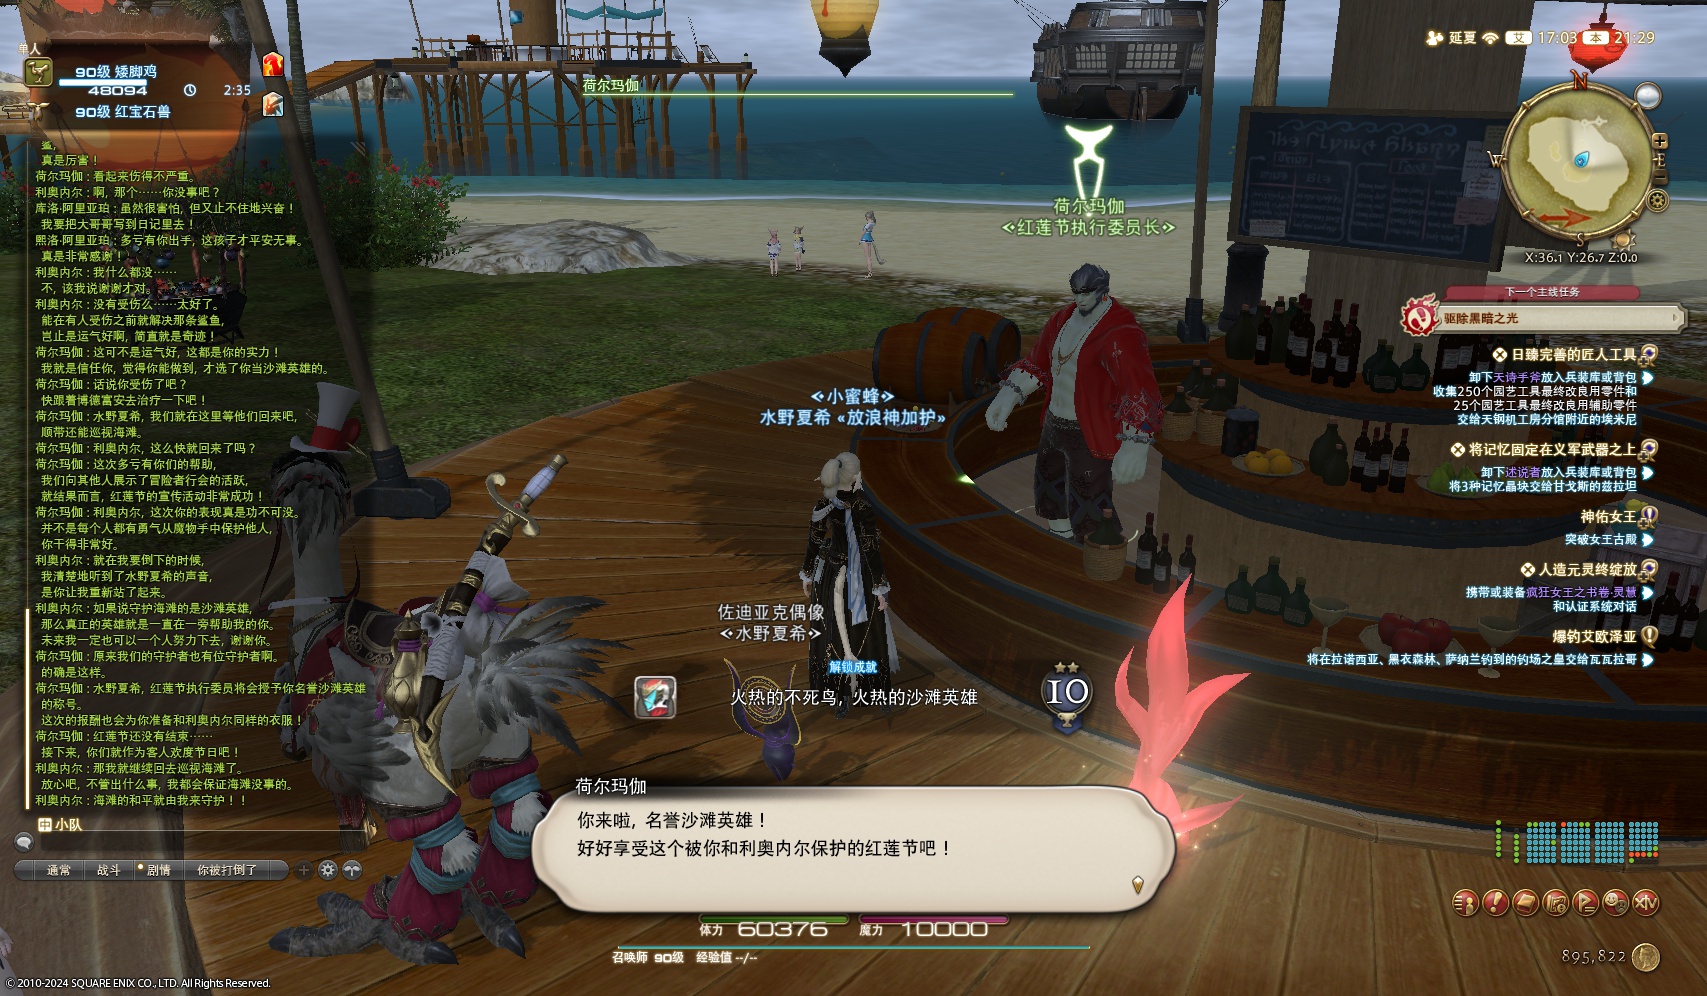 单人
90级 矮脚鸡
48094
2:35
90级 红宝石兽
鲨,
真是厉害！
荷尔玛伽 : 看起来伤得不严重。
利奥内尔 : 啊, 那个……你没事吧？
库洛·阿里亚珀 : 虽然很害怕, 但又止不住地兴奋！
我要把大哥哥写到日记里去！
熙洛·阿里亚珀 : 多亏有你出手, 这孩子才平安无事。
真是非常感谢！
利奥内尔 : 我什么都没……
不, 该我说谢谢才对。
利奥内尔 : 没有受伤么……太好了。
能在有人受伤之前就解决那条鲨鱼,
岂止是运气好啊, 简直就是奇迹！
荷尔玛伽 : 这可不是运气好, 这都是你的实力！
我就是信任你, 觉得你能做到, 才选了你当沙滩英雄的。
荷尔玛伽 : 话说你受伤了吧？
快跟着博德富安去治疗一下吧！
荷尔玛伽 : 水野夏希, 我们就在这里等他们回来吧,
顺带还能巡视海滩。
荷尔玛伽 : 利奥内尔, 这么快就回来了吗？
荷尔玛伽 : 这次多亏有你们的帮助,
我们向其他人展示了冒险者行会的活跃,
就结果而言, 红莲节的宣传活动非常成功！
荷尔玛伽 : 利奥内尔, 这次你的表现真是功不可没。
并不是每个人都有勇气从魔物手中保护他人,
你干得非常好。
利奥内尔 : 就在我要倒下的时候,
我清楚地听到了水野夏希的声音,
是你让我重新站了起来。
利奥内尔 : 如果说守护海滩的是沙滩英雄,
那么真正的英雄就是一直在一旁帮助我的你。
未来我一定也可以一个人努力下去, 谢谢你。
荷尔玛伽 : 原来我们的守护者也有位守护者啊。
的确是这样。
荷尔玛伽 : 水野夏希, 红莲节执行委员将会授予你名誉沙滩英雄
的称号。
这次的报酬也会为你准备和利奥内尔同样的衣服！
荷尔玛伽 : 红莲节还没有结束……
接下来, 你们就作为客人欢度节日吧！
利奥内尔 : 那我就继续回去巡视海滩了。
放心吧, 不管出什么事, 我都会保证海滩没事的。
利奥内尔 : 海滩的和平就由我来守护！！
小队
通常 战斗 剧情 你被打倒了
© 2010-2024 SQUARE ENIX CO., LTD. All Rights Reserved.
荷尔玛伽
荷尔玛伽
«红莲节执行委员长»
«小蜜蜂»
水野夏希 «放浪神加护»
佐迪亚克偶像
«水野夏希»
解锁成就
火热的不死鸟, 火热的沙滩英雄
10
荷尔玛伽
你来啦, 名誉沙滩英雄！
好好享受这个被你和利奥内尔保护的红莲节吧！
体力 60376 魔力 10000
召唤师 90级 经验值 --/--
延夏 艾 17:03 本 21:29
N
W
E
S
X:36.1 Y:26.7 Z:0.0
下一个主线任务
驱除黑暗之光
日臻完善的匠人工具
卸下天诗手斧放入兵装库或背包
收集250个园艺工具最终改良用零件和
25个园艺工具最终改良用辅助零件
交给天钢机工房分馆附近的埃米尼
将记忆固定在义军武器之上
卸下述说者放入兵装库或背包
将3种记忆晶块交给甘戈斯的兹拉坦
神佑女王
突破女王古殿
人造元灵终绽放
携带或装备疯狂女王之书卷·灵慧
和认证系统对话
爆钓艾欧泽亚
将在拉诺西亚、黑衣森林、萨纳兰钓到的钓场之皇交给瓦瓦拉哥
XIV
895,822